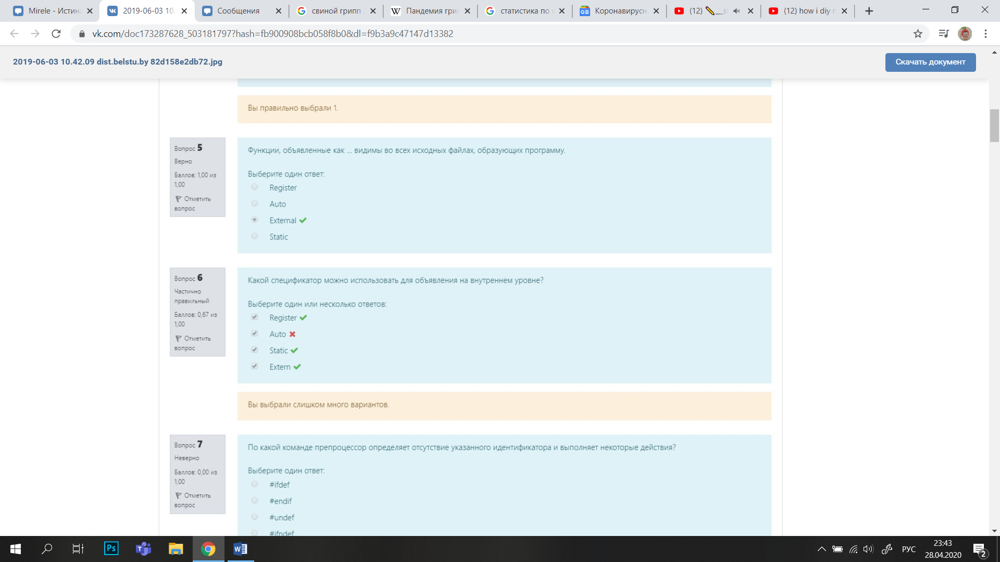 Mirele - Истин
2019-06-03 10.
Сообщения
свиной грипп
Пандемия гри
статистика по
Коронавирусн
(12)
(12) how i diy
vk.com/doc173287628_503181797?hash=fb900908bcb058f8b0&dl=f9b3a9c47147d13382
2019-06-03 10.42.09 dist.belstu.by 82d158e2db72.jpg
Скачать документ
Вы правильно выбрали 1.
Вопрос 5
Верно
Баллов: 1,00 из
1,00
Отметить
вопрос
Функции, объявленные как ... видимы во всех исходных файлах, образующих программу.
Выберите один ответ:
Register
Auto
External
Static
Вопрос 6
Частично
правильный
Баллов: 0,67 из
1,00
Отметить
вопрос
Какой спецификатор можно использовать для объявления на внутреннем уровне?
Выберите один или несколько ответов:
Register
Auto
Static
Extern
Вы выбрали слишком много вариантов.
Вопрос 7
Неверно
Баллов: 0,00 из
1,00
Отметить
вопрос
По какой команде препроцессор определяет отсутствие указанного идентификатора и выполняет некоторые действия?
Выберите один ответ:
#ifdef
#endif
#undef
#ifndef
Ps
РУС
23:43
28.04.2020
2